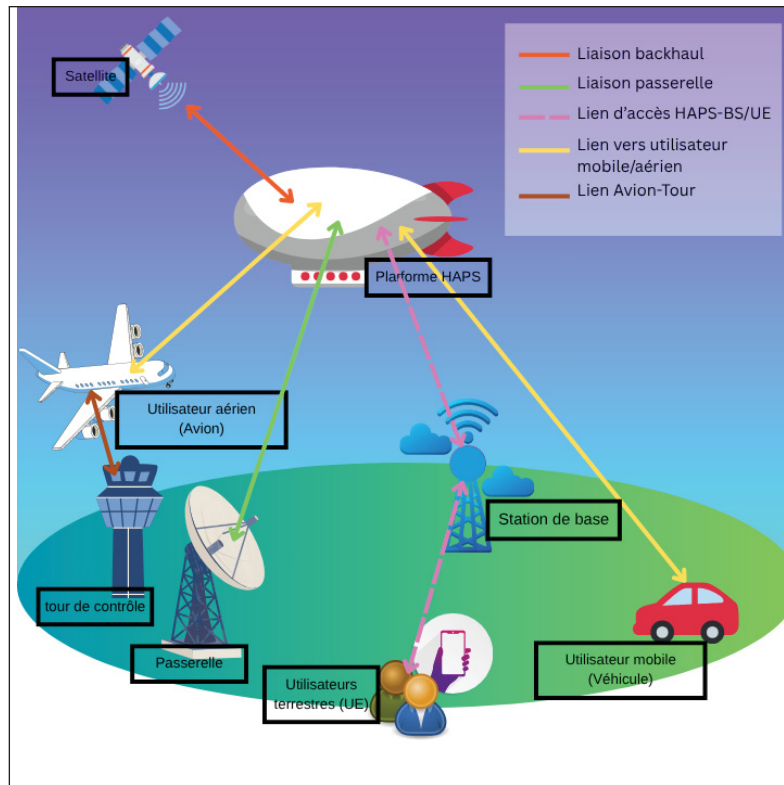 Satellite
Liaison backhaul
Liaison passerelle
Lien d'accès HAPS-BS/UE
Lien vers utilisateur
mobile/aérien
Lien Avion-Tour
Platforme HAPS
Utilisateur aérien
(Avion)
Station de base
tour de contrôle
Passerelle
Utilisateurs
terrestres (UE)
Utilisateur mobile
(Véhicule)